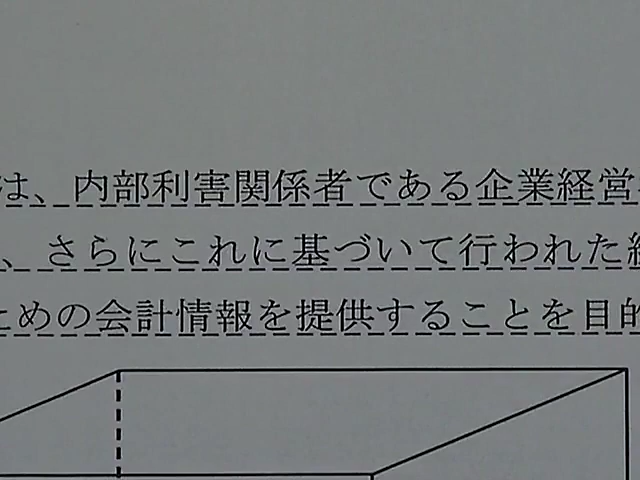 は、内部利害関係者である企業経営
、さらにこれに基づいて行われた
ための会計情報を提供することを目的